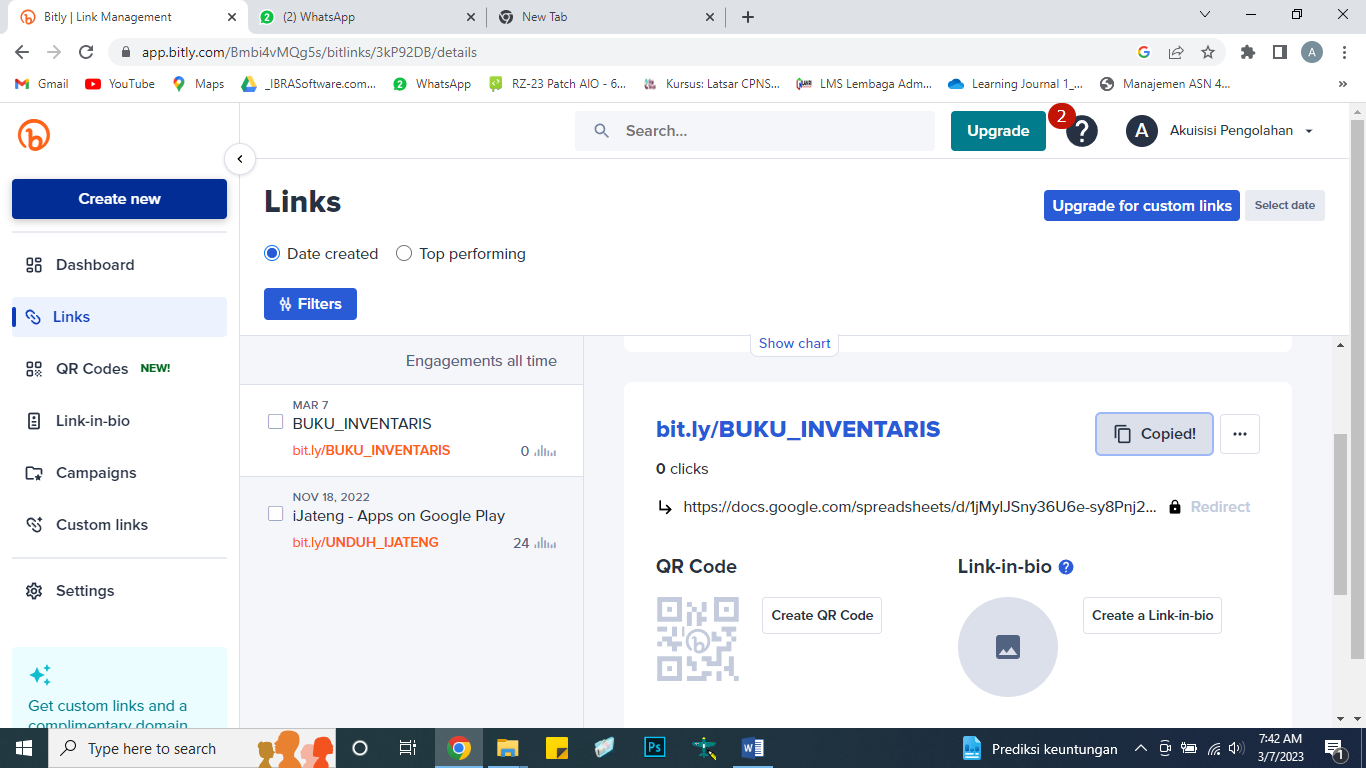 Bitly | Link Management
(2) WhatsApp
New Tab
app.bitly.com/Bmbi4vMQg5s/bitlinks/3kP92DB/details
A
Gmail
YouTube
Maps
_IBRASoftware.com...
WhatsApp
RZ-23 Patch AIO - 6...
Kursus: Latsar CPNS...
LMS Lembaga Adm...
Learning Journal 1_...
Manajemen ASN 4...
»
Search...
Upgrade
2
?
A
Akuisisi Pengolahan
Create new
Dashboard
Links
QR Codes NEW!
Link-in-bio
Campaigns
Custom links
Settings
Get custom links and a
complimentary domain
Links
Upgrade for custom links
Select date
Date created
Top performing
Filters
Engagements all time
MAR 7
BUKU_INVENTARIS
bit.ly/BUKU_INVENTARIS
0
NOV 18, 2022
iJateng - Apps on Google Play
bit.ly/UNDUH_IJATENG
24
Show chart
bit.ly/BUKU_INVENTARIS
Copied!
0 clicks
https://docs.google.com/spreadsheets/d/1jMylJSny36U6e-sy8Pnj2...
Redirect
QR Code
Create QR Code
Link-in-bio ?
Create a Link-in-bio
Type here to search
Ps
W
Prediksi keuntungan
7:42 AM
3/7/2023
1